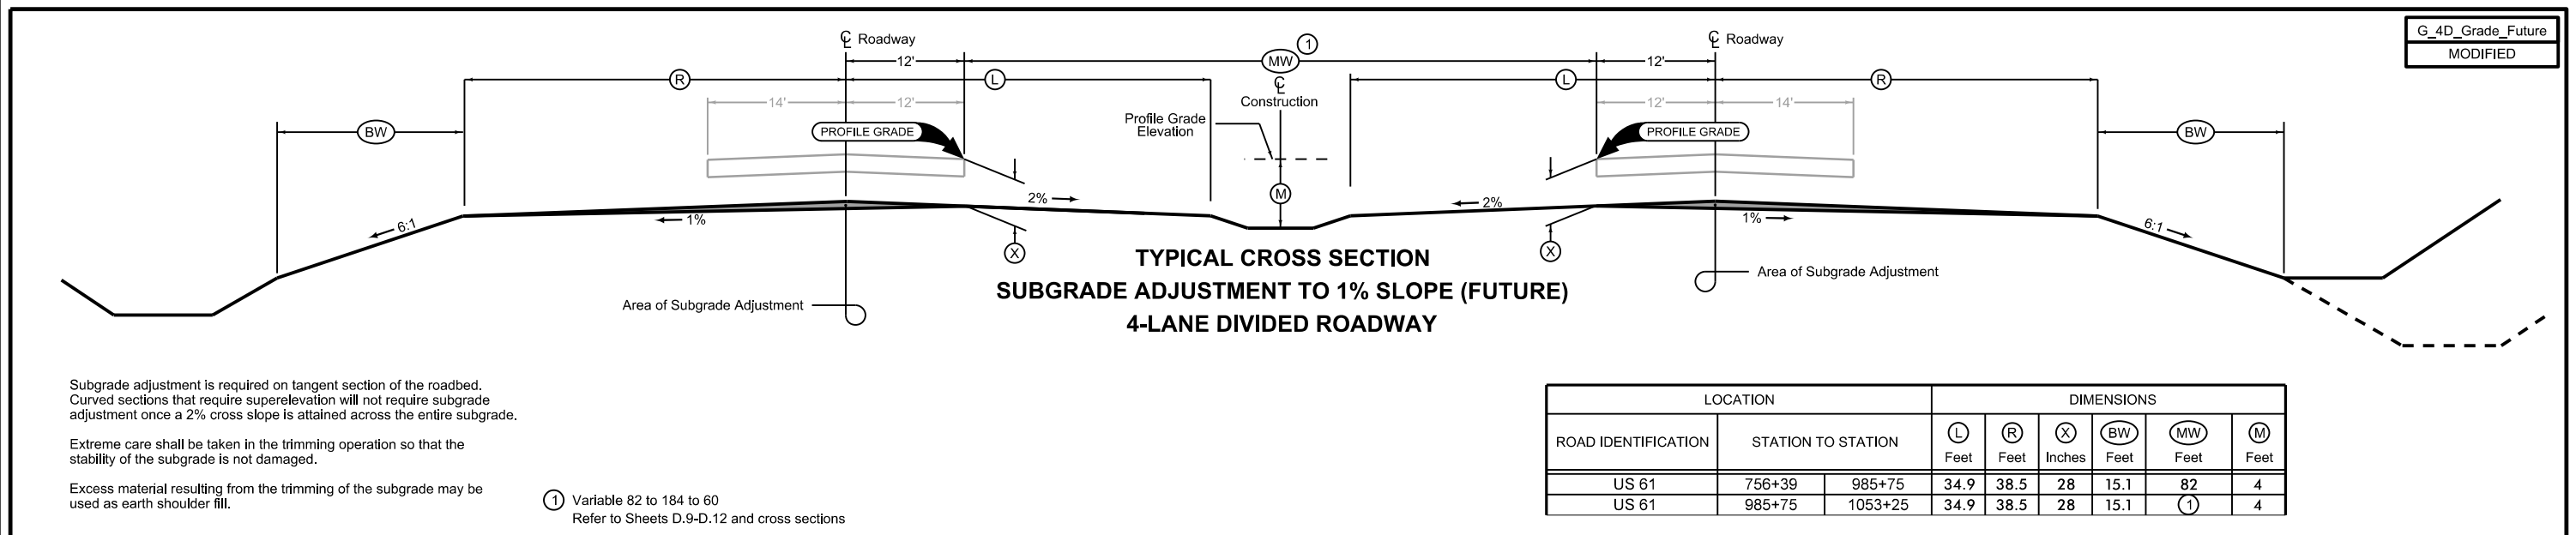 G_4D_Grade_Future
MODIFIED
℄ Roadway
℄ Roadway
12' MW 1 12'
R L L R
℄
Construction
14' 12' 12' 14'
Profile Grade
Elevation
BW PROFILE GRADE PROFILE GRADE BW
M
6:1 1% 2% 2% 1% 6:1
X X
TYPICAL CROSS SECTION
SUBGRADE ADJUSTMENT TO 1% SLOPE (FUTURE)
4-LANE DIVIDED ROADWAY
Area of Subgrade Adjustment
Area of Subgrade Adjustment
Subgrade adjustment is required on tangent section of the roadbed.
Curved sections that require superelevation will not require subgrade
adjustment once a 2% cross slope is attained across the entire subgrade.
Extreme care shall be taken in the trimming operation so that the
stability of the subgrade is not damaged.
Excess material resulting from the trimming of the subgrade may be
used as earth shoulder fill.
1 Variable 82 to 184 to 60
Refer to Sheets D.9-D.12 and cross sections
LOCATION DIMENSIONS
ROAD IDENTIFICATION STATION TO STATION L R X BW MW M
Feet Feet Inches Feet Feet Feet
US 61 756+39 985+75 34.9 38.5 28 15.1 82 4
US 61 985+75 1053+25 34.9 38.5 28 15.1 1 4